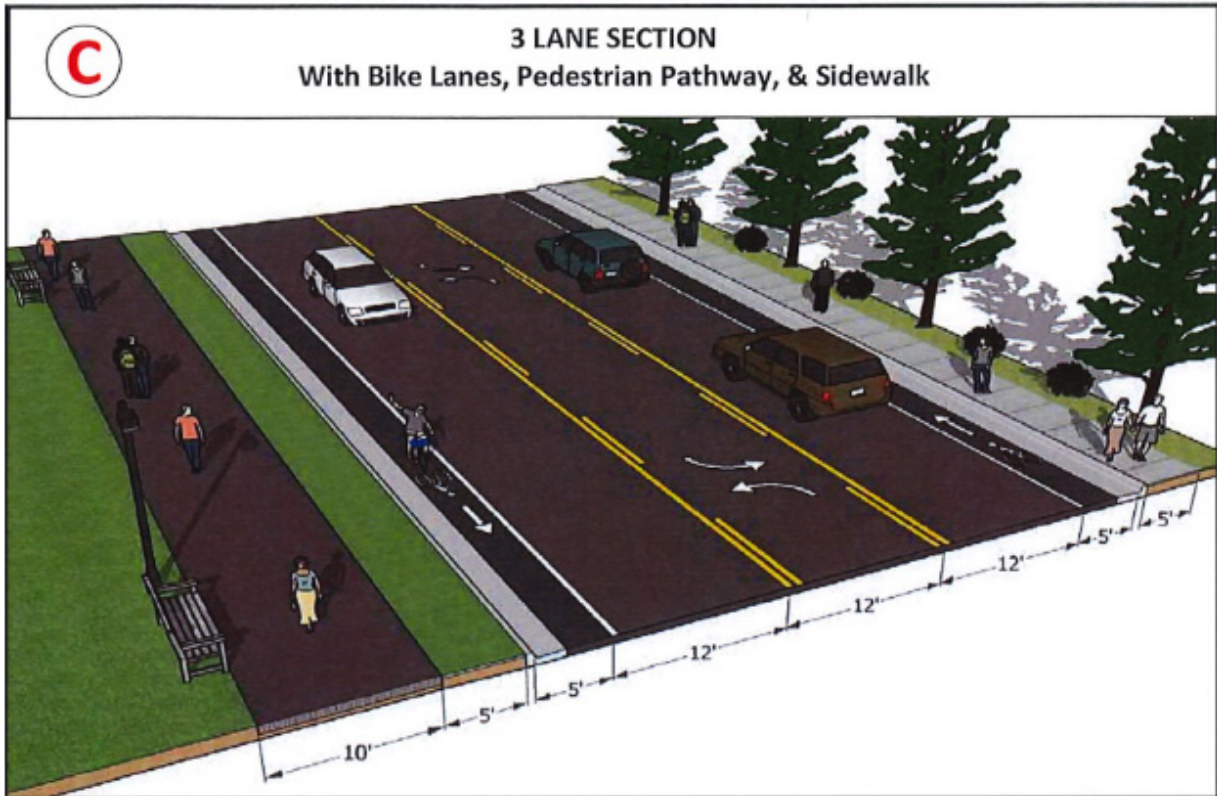 C
3 LANE SECTION
With Bike Lanes, Pedestrian Pathway, & Sidewalk
10'
5'
5'
12'
12'
12'
5'
5'